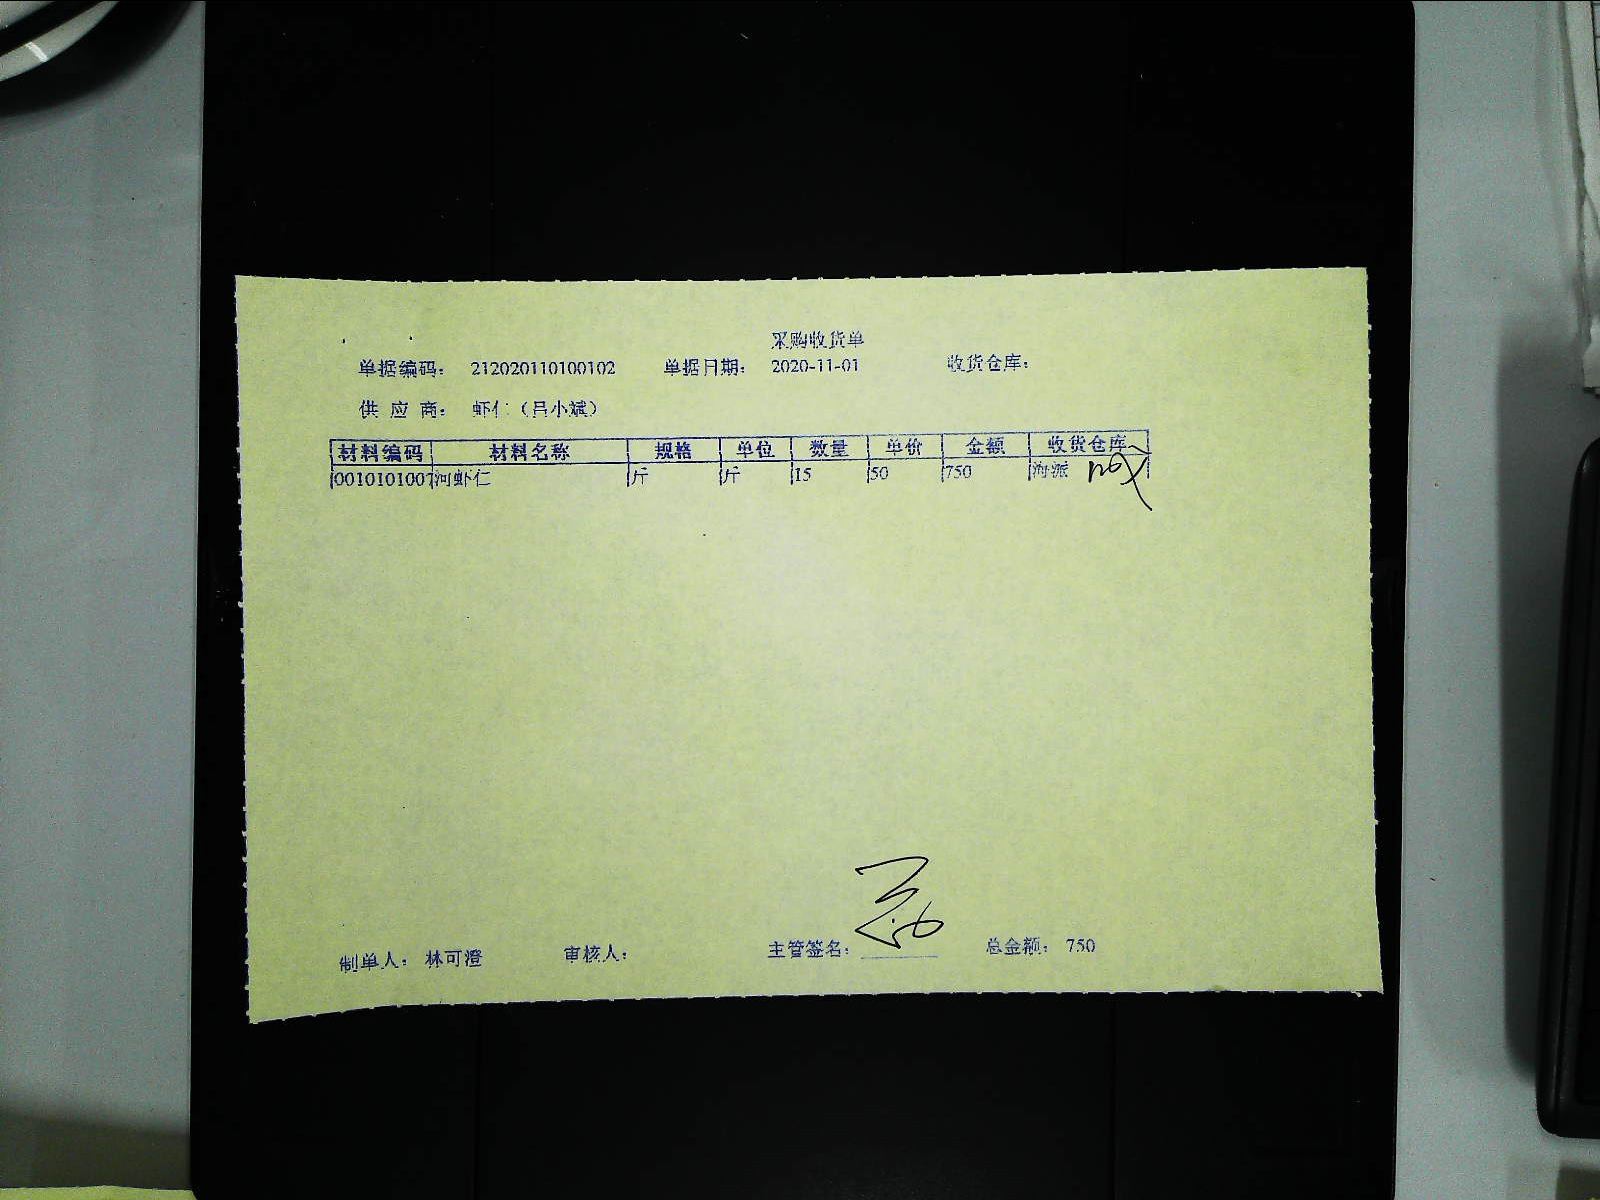 采购收货单
单据编码： 212020110100102 单据日期： 2020-11-01 收货仓库：
供 应 商： 虾仁（吕小斌）
材料编码 材料名称 规格 单位 数量 单价 金额 收货仓库
0010101007 河虾仁 斤 斤 15 50 750 海派
制单人： 林可澄 审核人： 主管签名： 总金额： 750